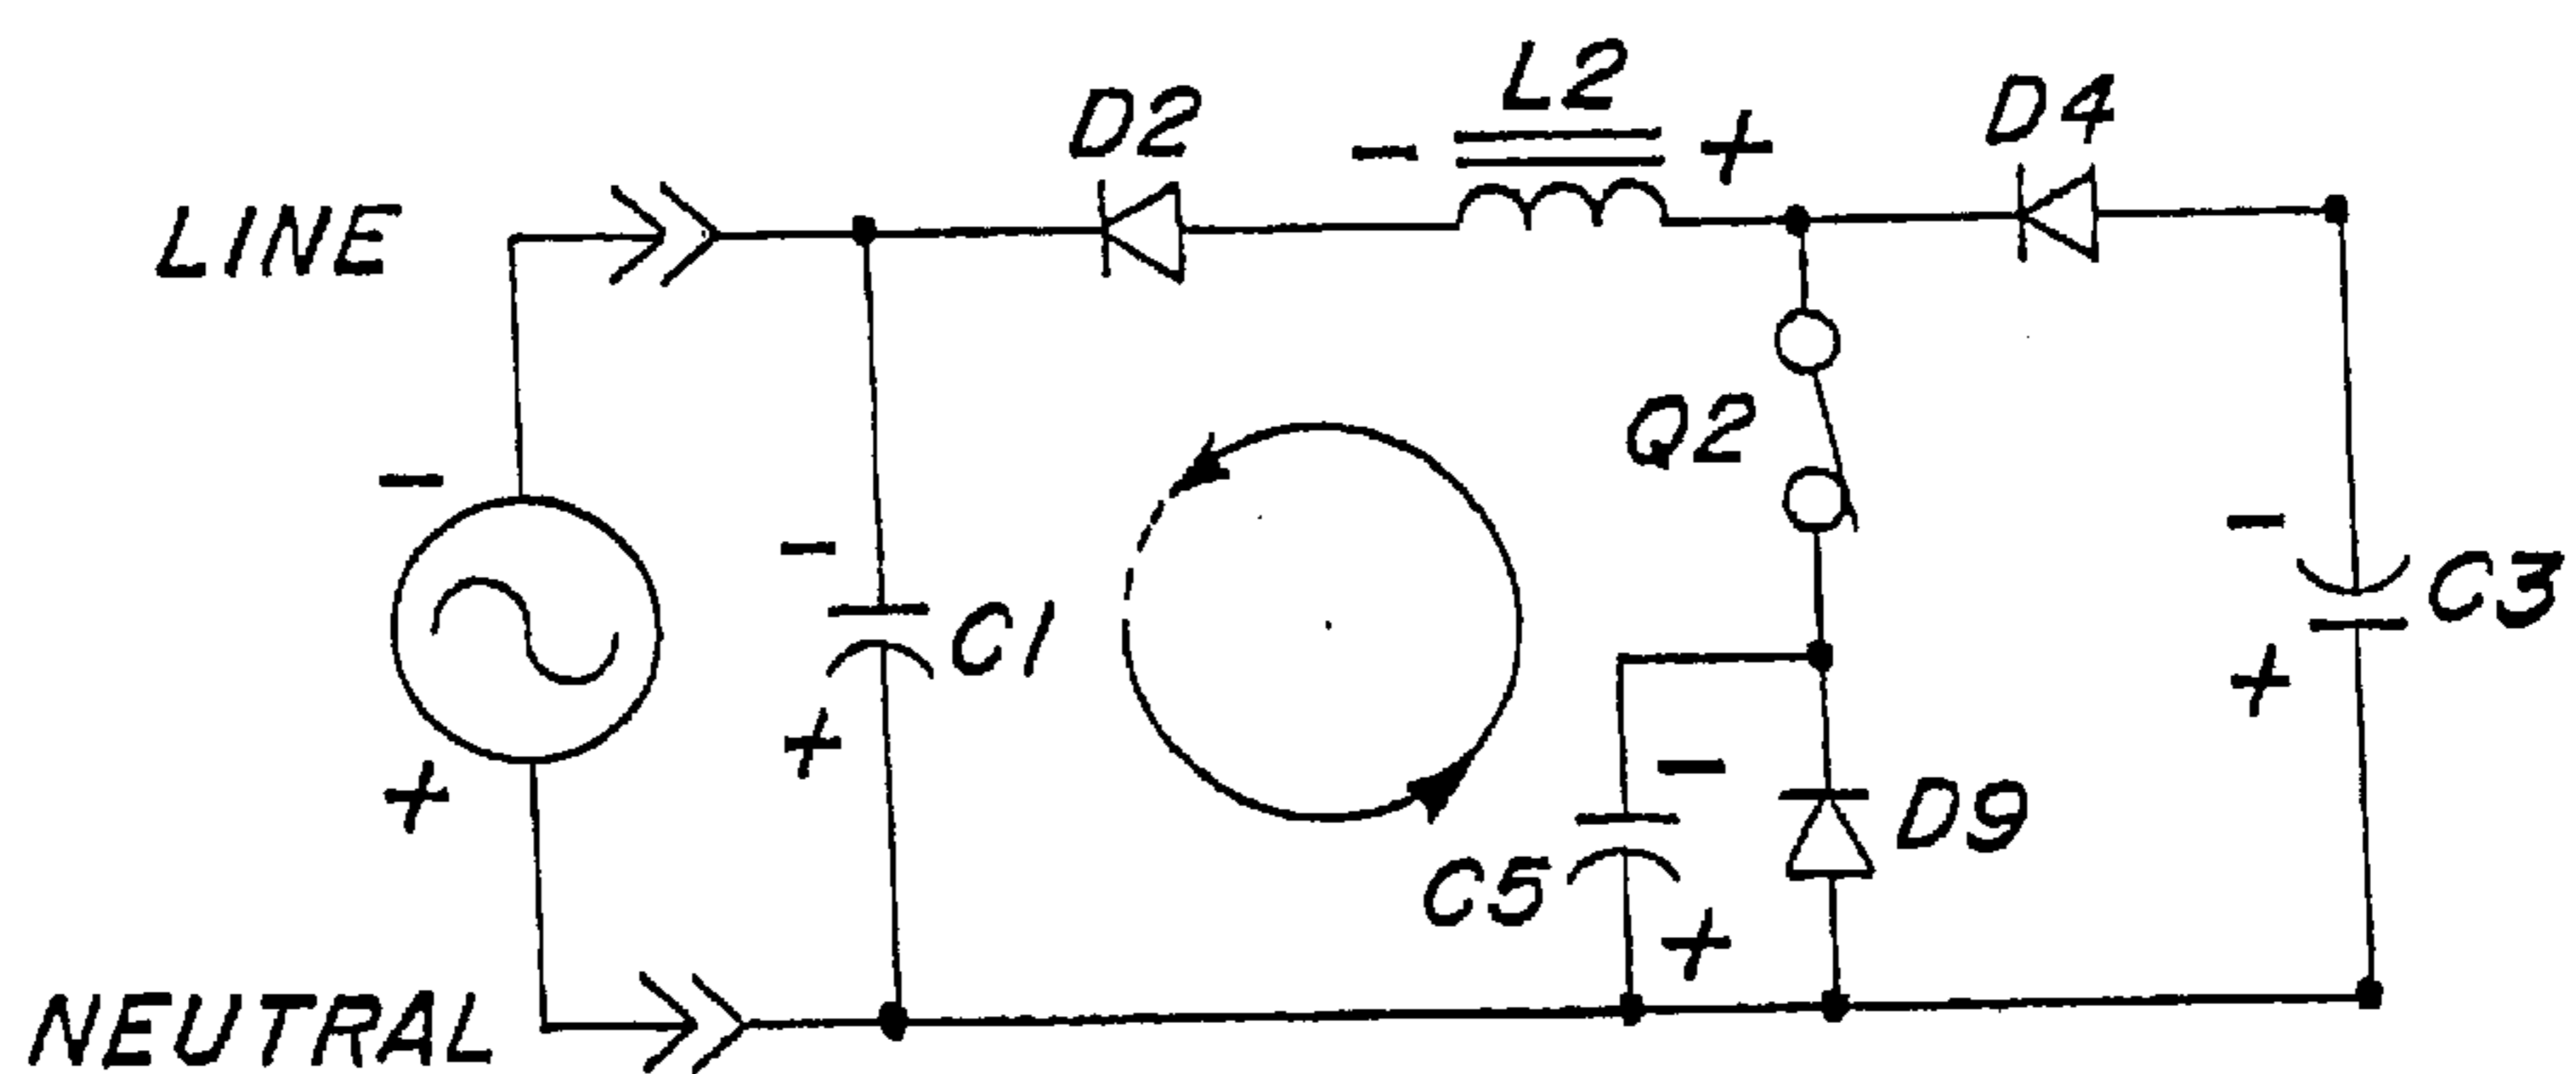 L2
D2
- +
D4
LINE
Q2
-
-
-
C3
C1
+
-
+
+
D9
C5
+
NEUTRAL